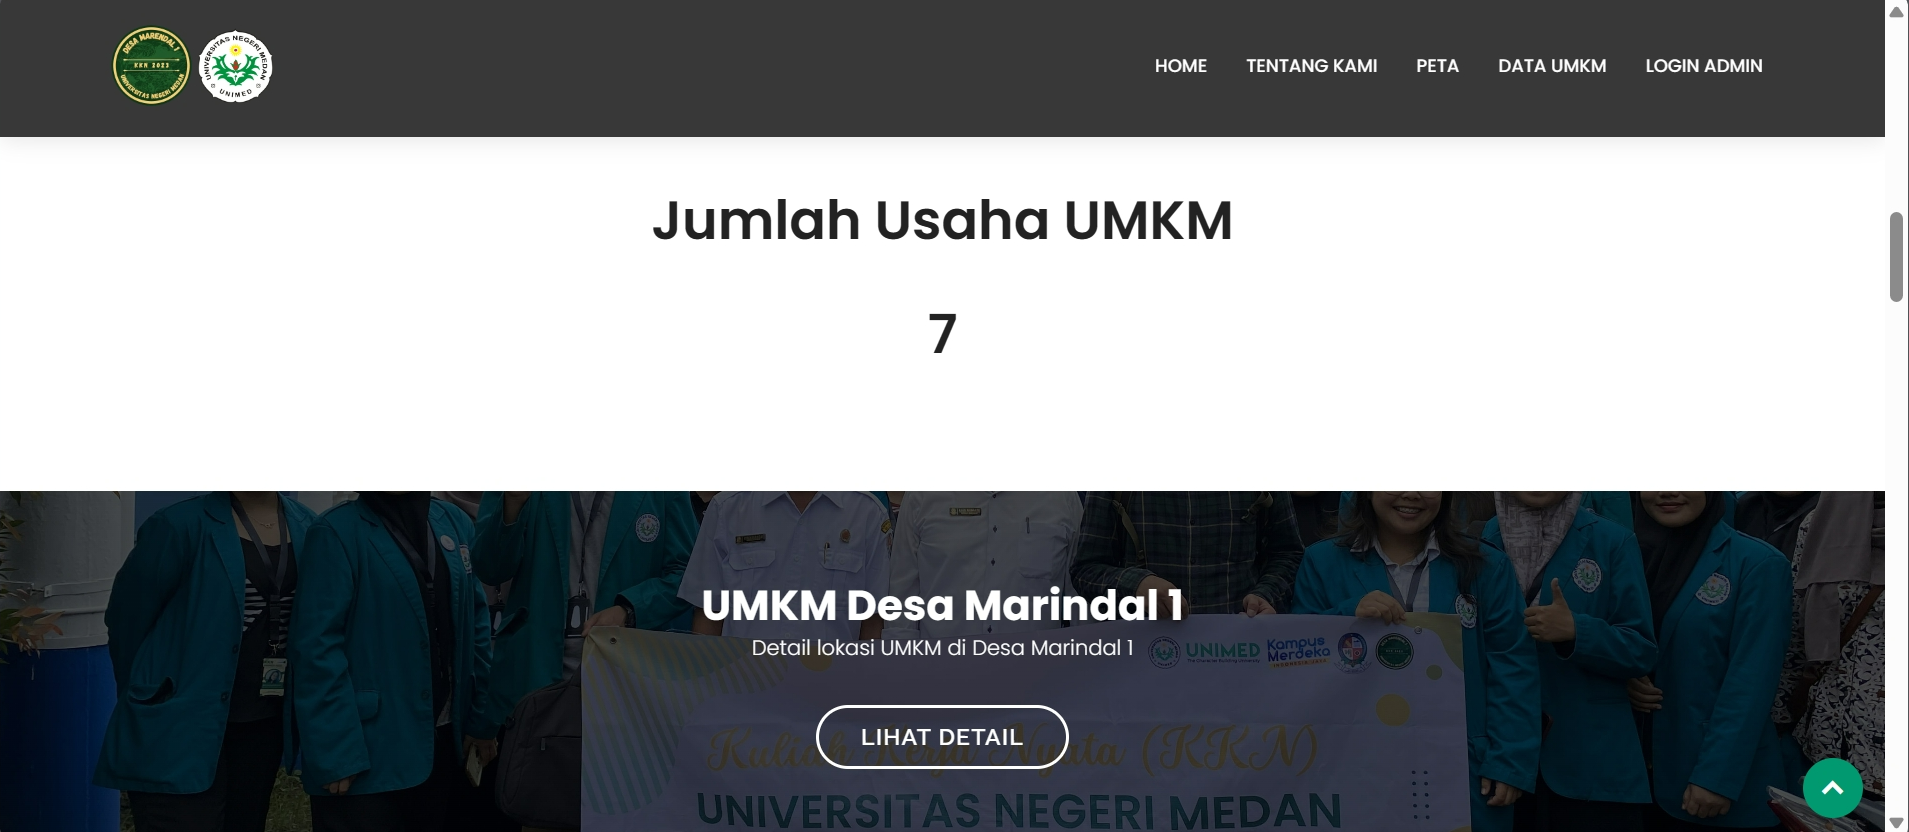 DESA MARENDAL I
KKN 2023
UNIVERSITAS NEGERI MEDAN
UNIVERSITAS NEGERI MEDAN
UNIMED
HOME
TENTANG KAMI
PETA
DATA UMKM
LOGIN ADMIN
Jumlah Usaha UMKM
7
UMKM Desa Marindal 1
Detail lokasi UMKM di Desa Marindal 1
UNIMED
Kampus
Merdeka
INDONESIA JAYA
LIHAT DETAIL
Kuliah Kerja Nyata (KKN)
UNIVERSITAS NEGERI MEDAN